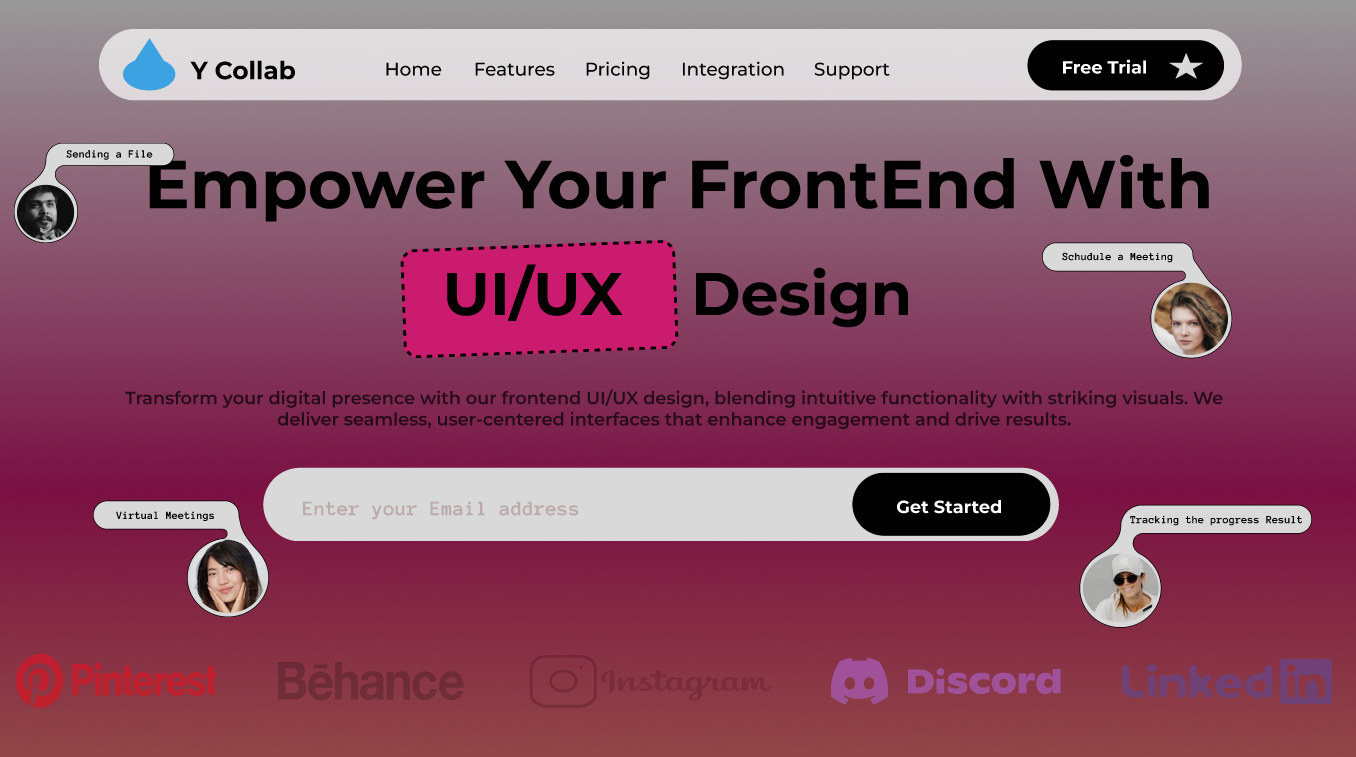 Y Collab
Home Features Pricing Integration Support
Free Trial
Sending a File
Empower Your FrontEnd With
UI/UX Design
Schudule a Meeting
Transform your digital presence with our frontend UI/UX design, blending intuitive functionality with striking visuals. We
deliver seamless, user-centered interfaces that enhance engagement and drive results.
Enter your Email address
Get Started
Virtual Meetings
Tracking the progress Result
Pinterest
Bēhance
Instagram
Discord
Linked in